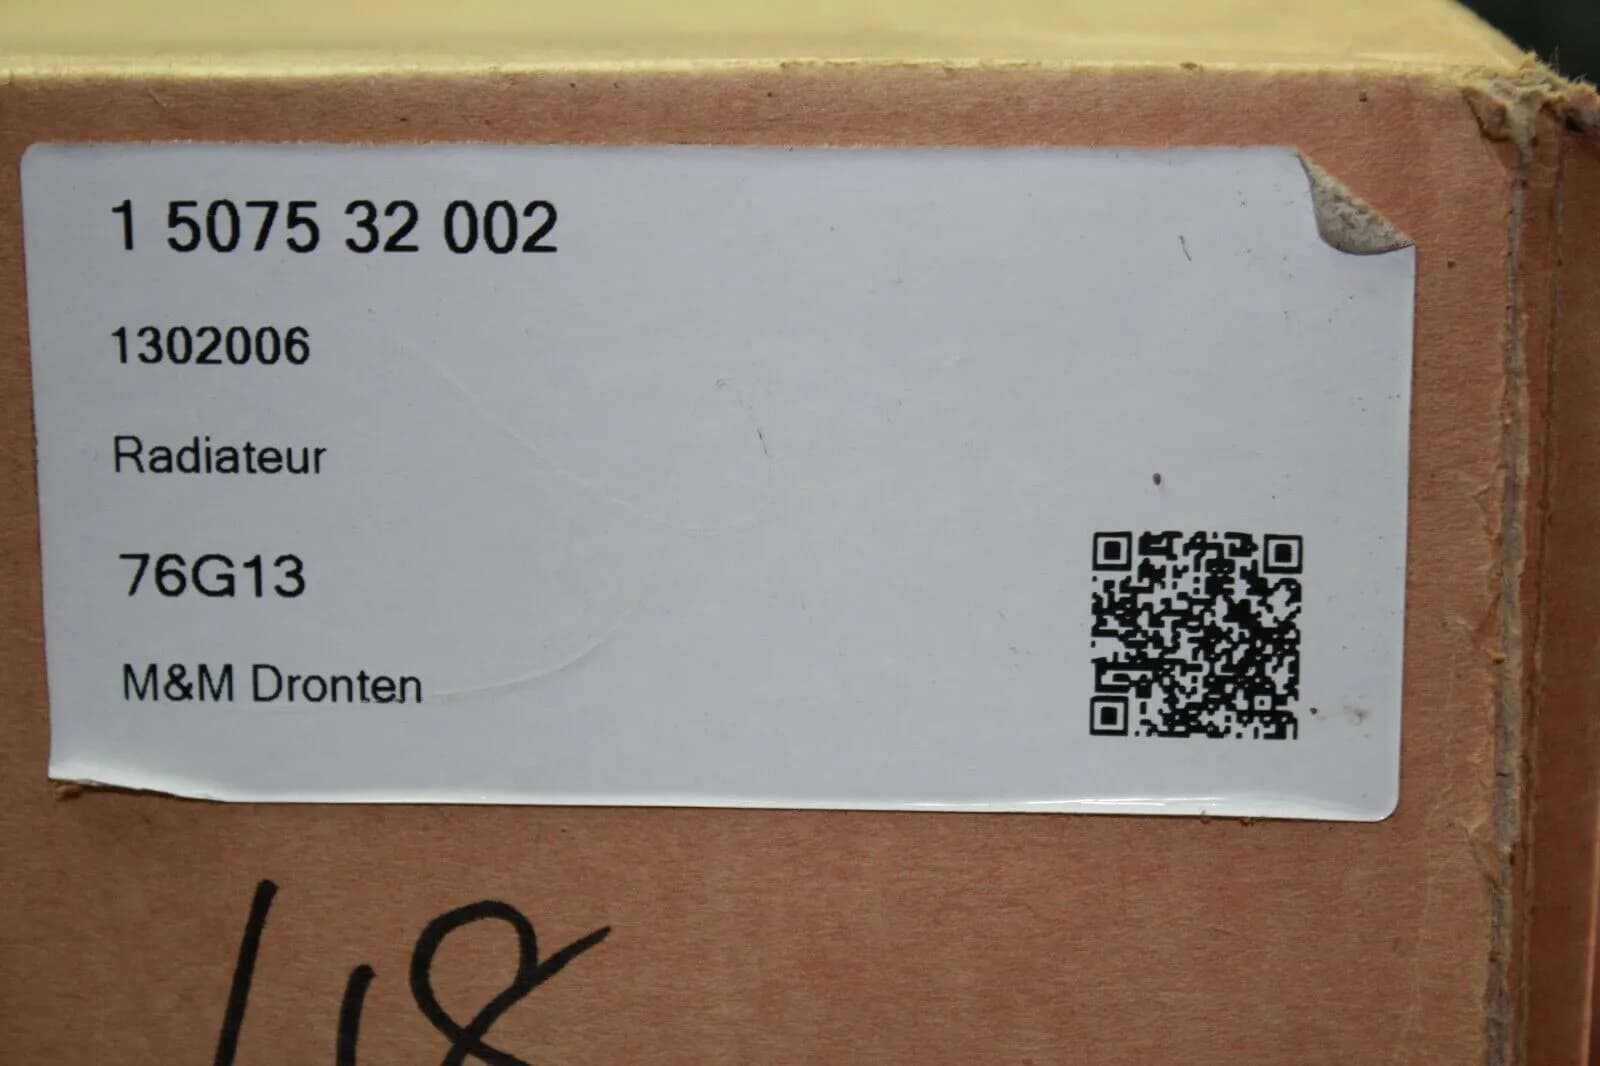 1 5075 32 002
1302006
Radiateur
76G13
M&M Dronten